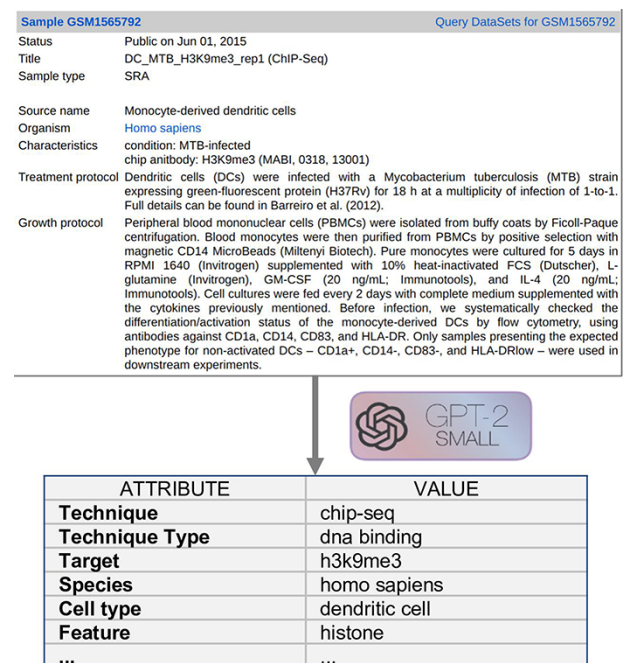 Sample GSM1565792 Query DataSets for GSM1565792
Status Public on Jun 01, 2015
Title DC_MTB_H3K9me3_rep1 (ChIP-Seq)
Sample type SRA
Source name Monocyte-derived dendritic cells
Organism Homo sapiens
Characteristics condition: MTB-infected
chip anitbody: H3K9me3 (MABI, 0318, 13001)
Treatment protocol Dendritic cells (DCs) were infected with a Mycobacterium tuberculosis (MTB) strain
expressing green-fluorescent protein (H37Rv) for 18 h at a multiplicity of infection of 1-to-1.
Full details can be found in Barreiro et al. (2012).
Growth protocol Peripheral blood mononuclear cells (PBMCs) were isolated from buffy coats by Ficoll-Paque
centrifugation. Blood monocytes were then purified from PBMCs by positive selection with
magnetic CD14 MicroBeads (Miltenyi Biotech). Pure monocytes were cultured for 5 days in
RPMI 1640 (Invitrogen) supplemented with 10% heat-inactivated FCS (Dutscher), L-
glutamine (Invitrogen), GM-CSF (20 ng/mL; Immunotools), and IL-4 (20 ng/mL;
Immunotools). Cell cultures were fed every 2 days with complete medium supplemented with
the cytokines previously mentioned. Before infection, we systematically checked the
differentiation/activation status of the monocyte-derived DCs by flow cytometry, using
antibodies against CD1a, CD14, CD83, and HLA-DR. Only samples presenting the expected
phenotype for non-activated DCs – CD1a+, CD14-, CD83-, and HLA-DRlow – were used in
downstream experiments.
GPT-2
SMALL
ATTRIBUTE VALUE
Technique chip-seq
Technique Type dna binding
Target h3k9me3
Species homo sapiens
Cell type dendritic cell
Feature histone
... ...